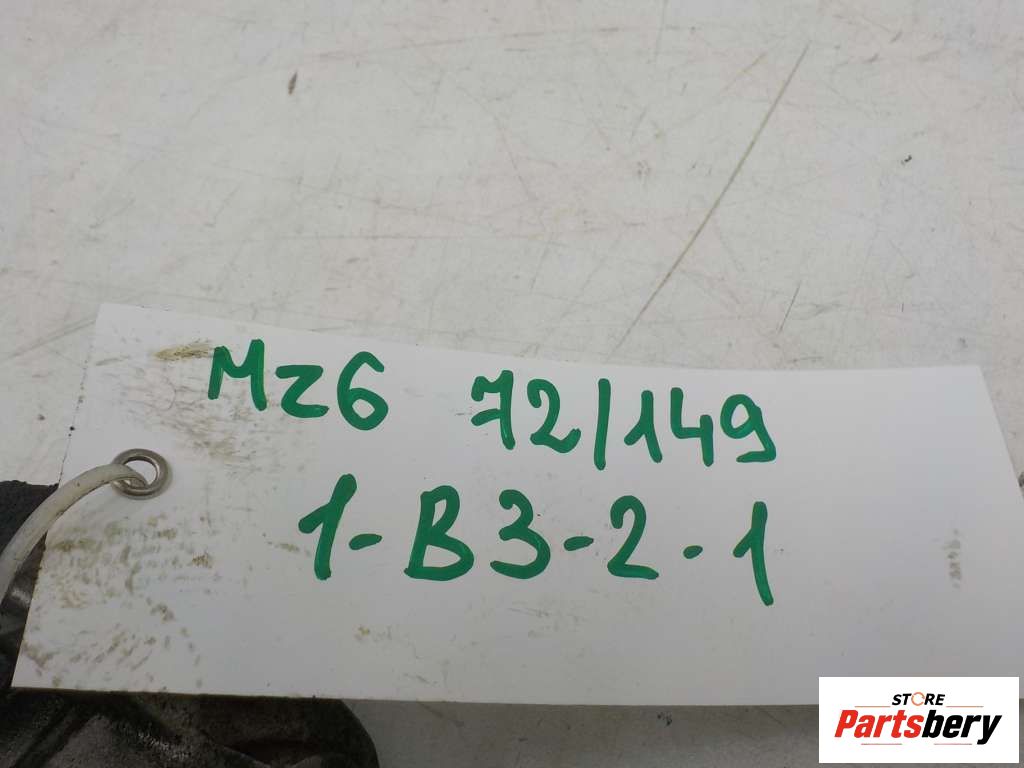 Mz6 72/149
1-B3-2-1
STORE
Partsbery